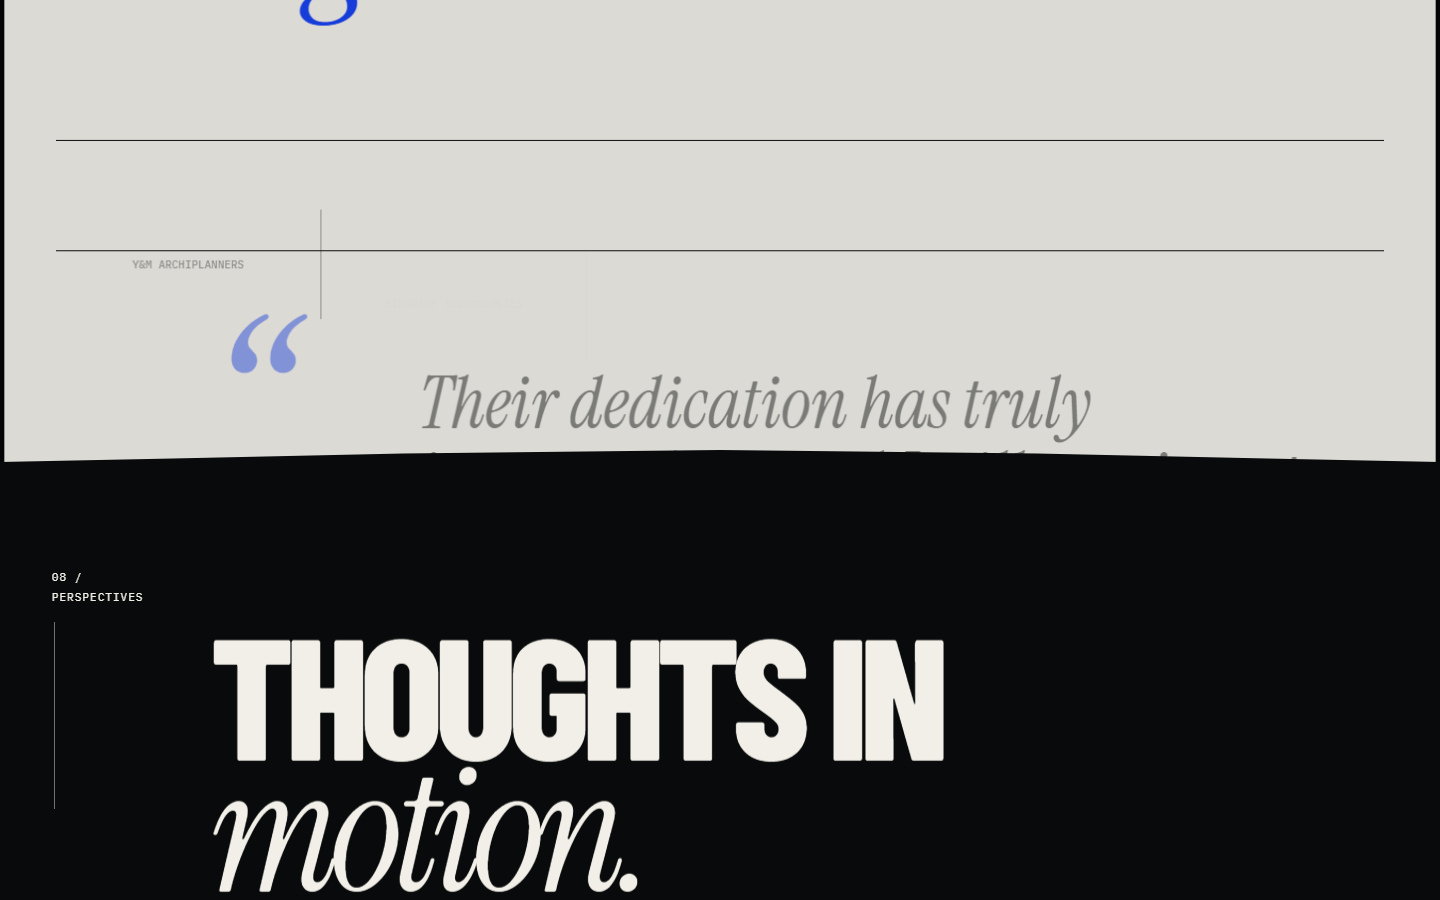 g
Y&M ARCHIPLANNERS
“
Their dedication has truly
08 /
PERSPECTIVES
THOUGHTS IN
motion.